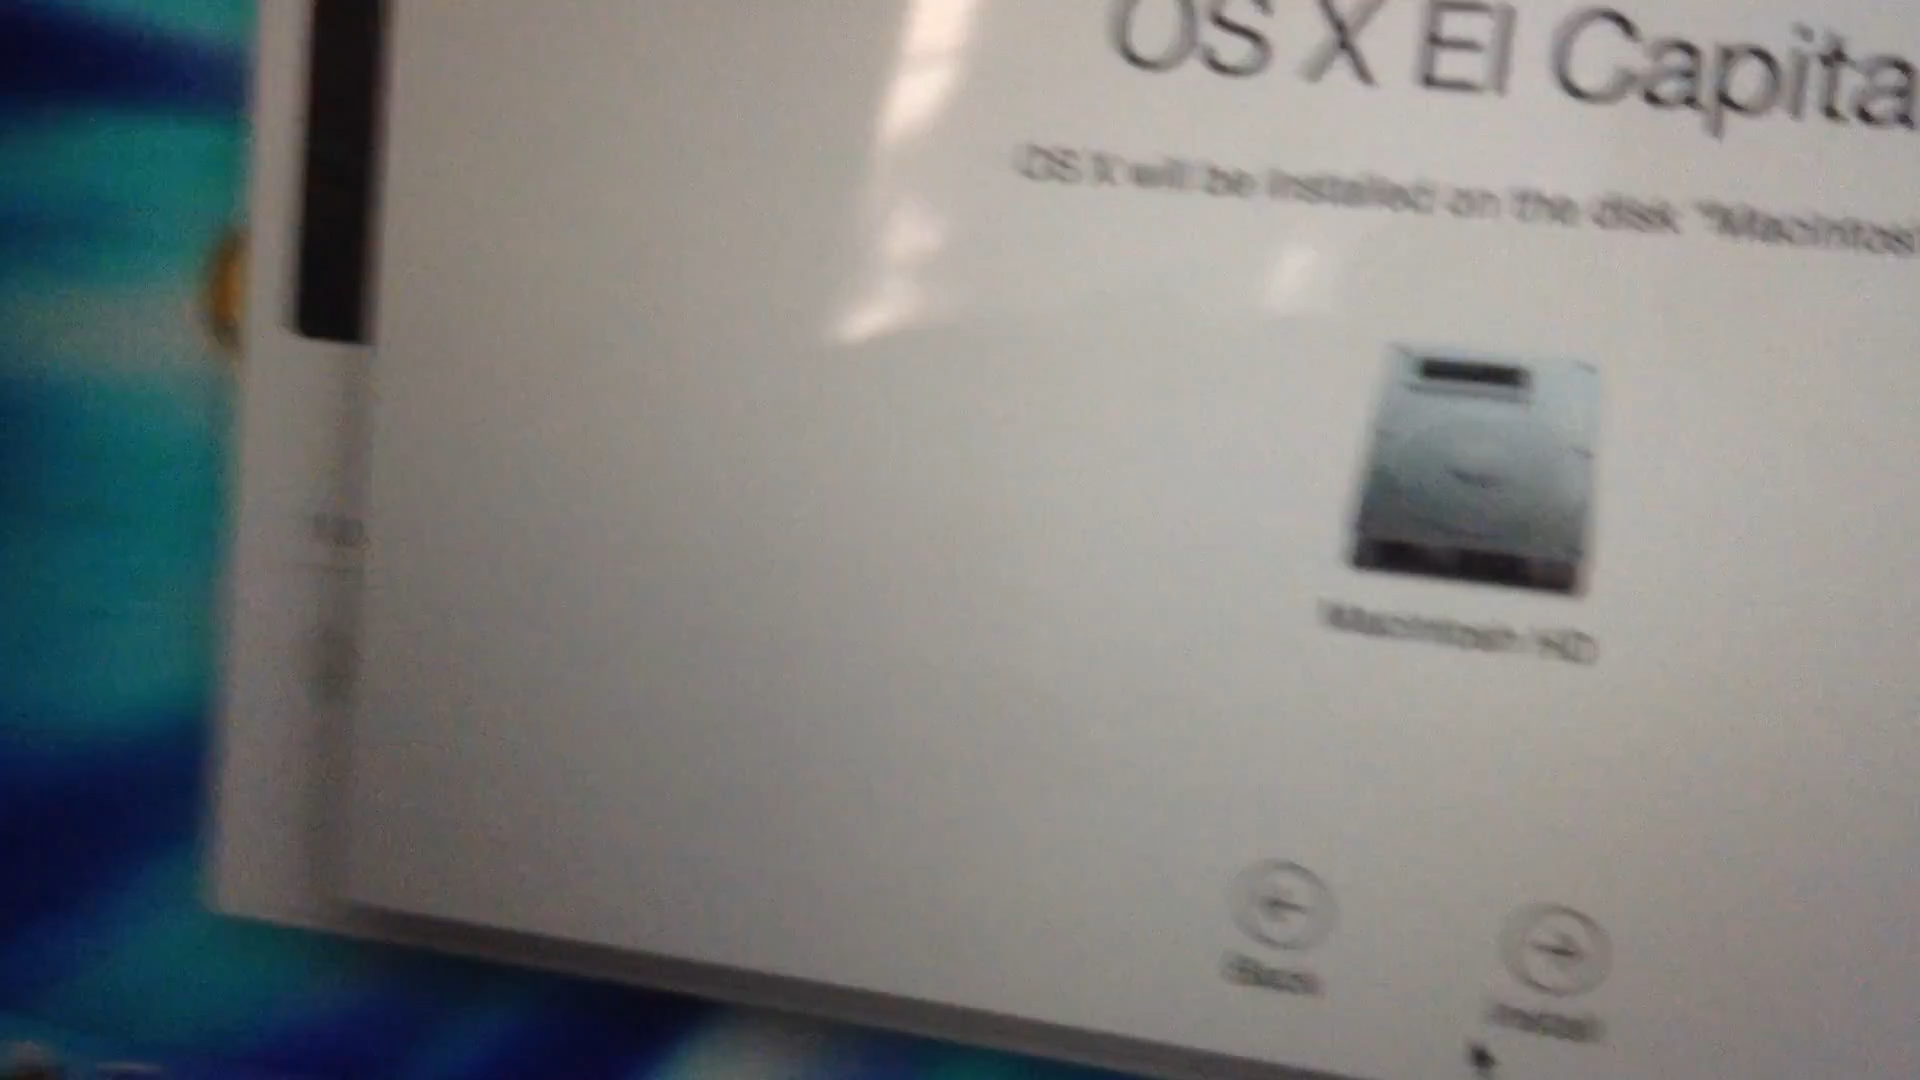 OS X El Capita
OS X will be installed on the disk "Macintos
Macintosh HD
Back
Install